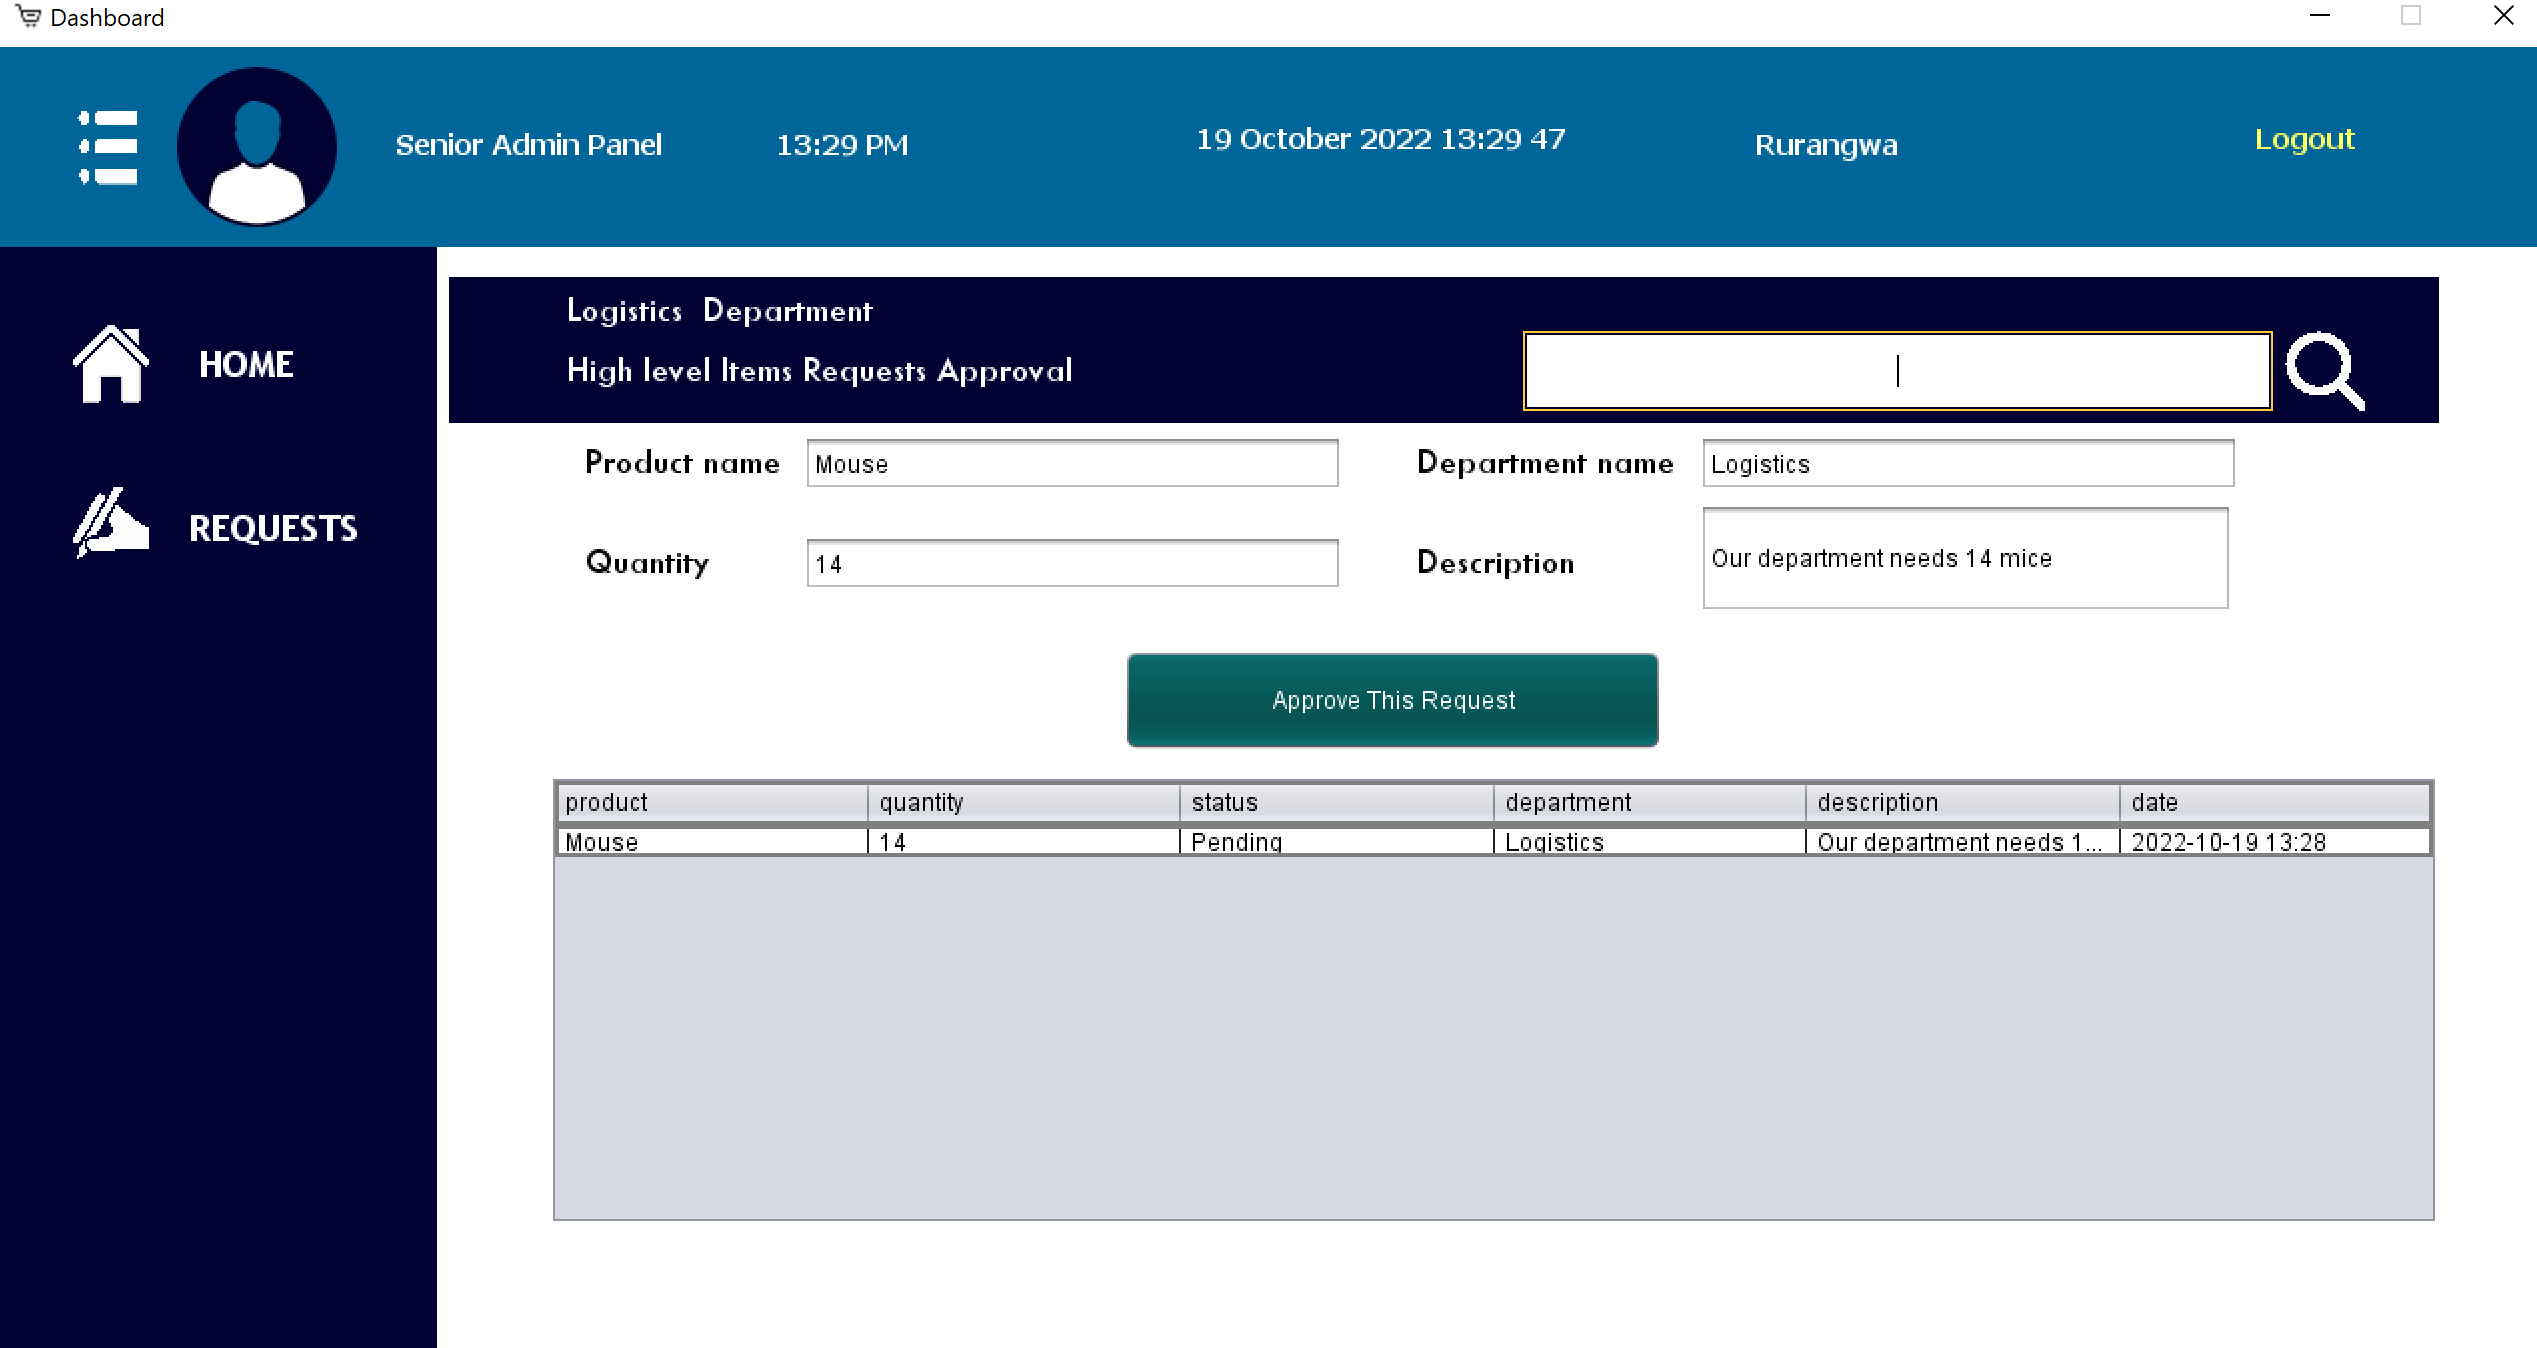 Dashboard
Senior Admin Panel 13:29 PM 19 October 2022 13:29 47 Rurangwa Logout
HOME
REQUESTS
Logistics Department
High level Items Requests Approval
Product name Mouse Department name Logistics
Quantity 14 Description Our department needs 14 mice
Approve This Request
product quantity status department description date
Mouse 14 Pending Logistics Our department needs 1... 2022-10-19 13:28